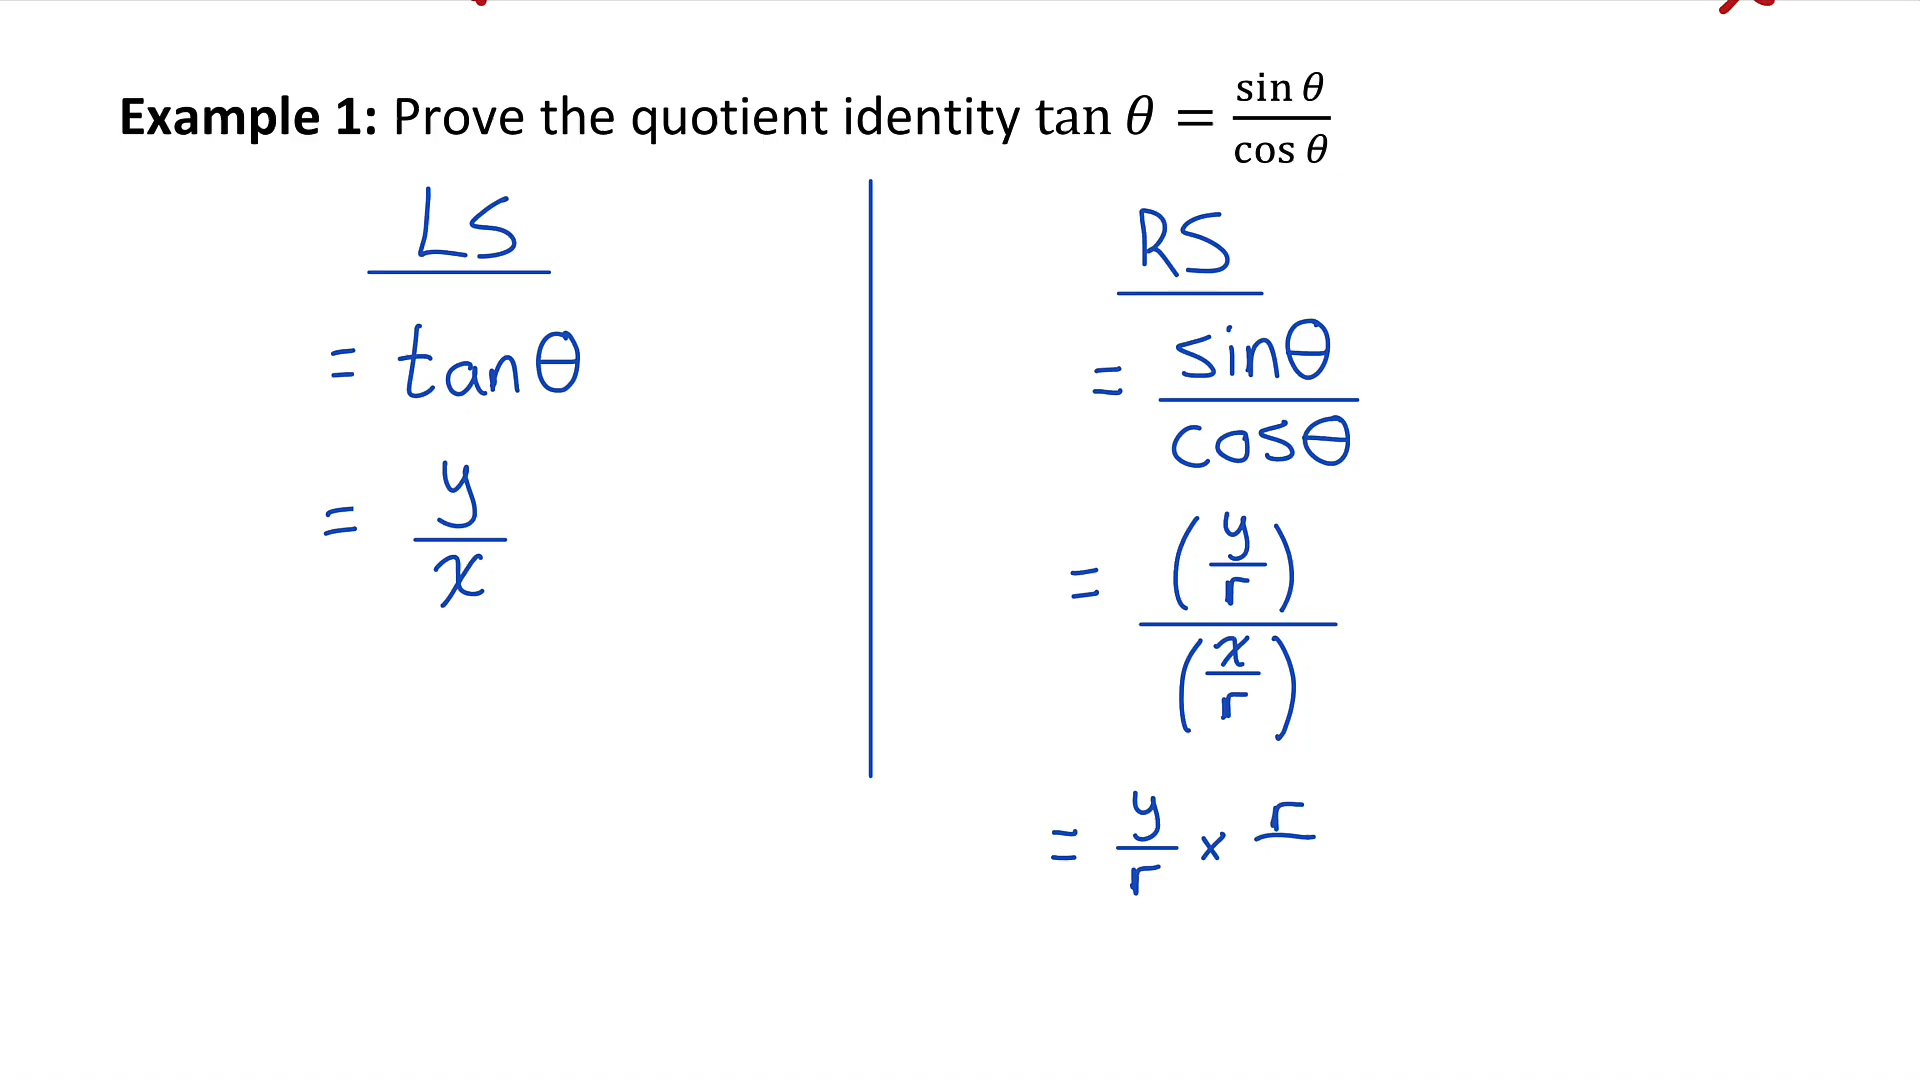 Example 1: Prove the quotient identity tan θ = sin θ / cos θ
LS
= tanθ
= y/x
RS
= sinθ / cosθ
= (y/r) / (x/r)
= y/r × r/